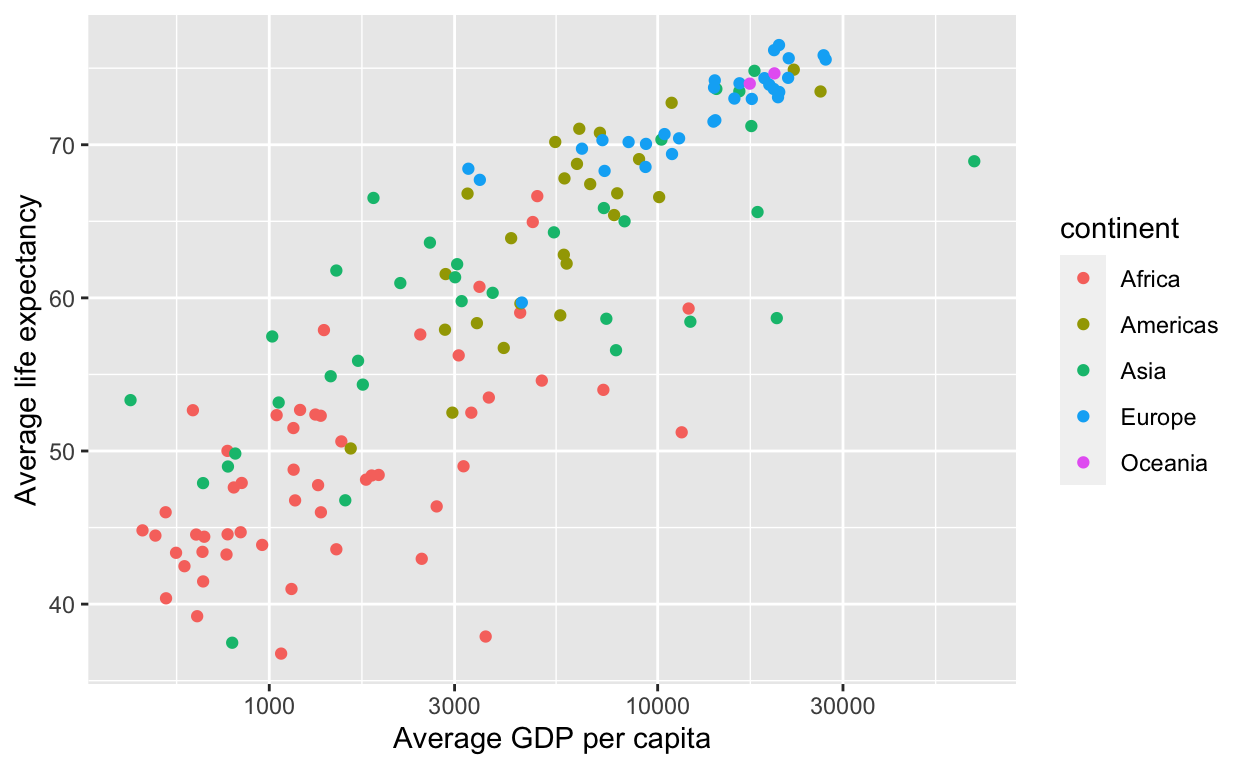 70
60
50
40
Average life expectancy
1000 3000 10000 30000
Average GDP per capita
continent
Africa
Americas
Asia
Europe
Oceania